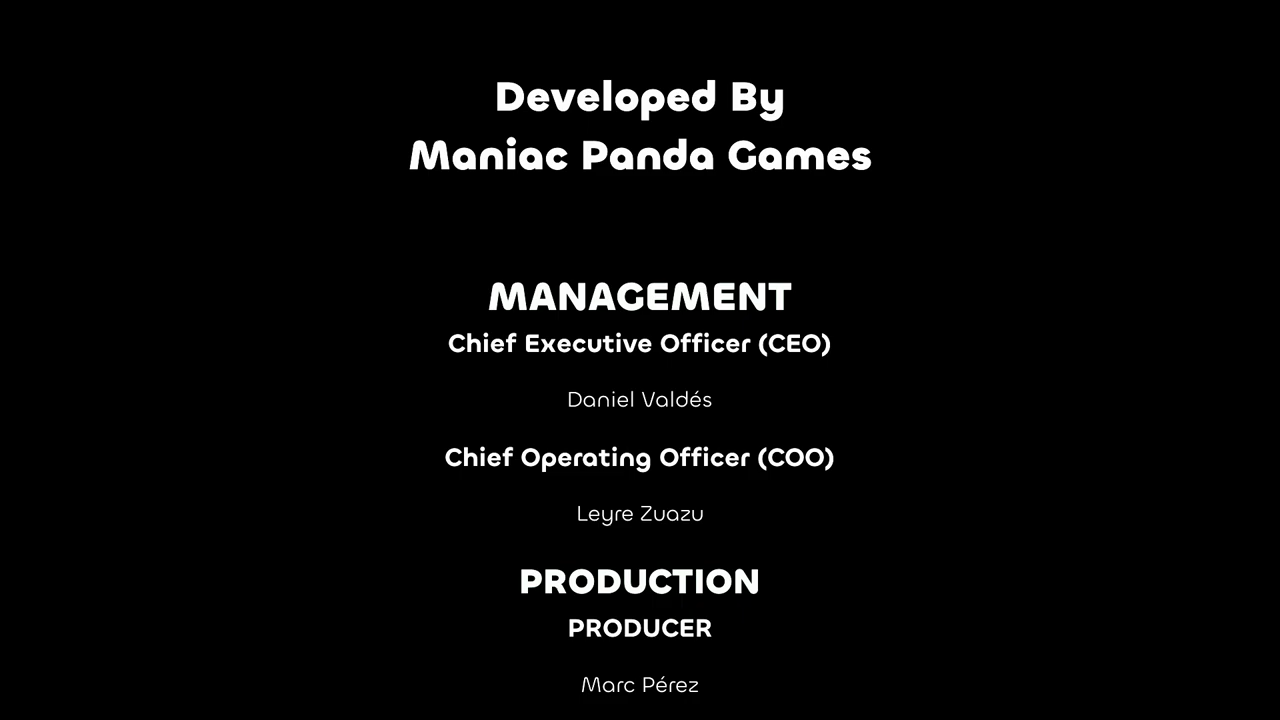 Developed By
Maniac Panda Games
MANAGEMENT
Chief Executive Officer (CEO)
Daniel Valdés
Chief Operating Officer (COO)
Leyre Zuazu
PRODUCTION
PRODUCER
Marc Pérez